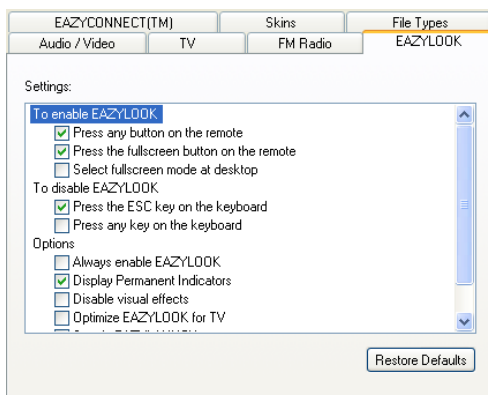 EAZYCONNECT(TM) Skins File Types
Audio / Video TV FM Radio EAZYLOOK
Settings:
To enable EAZYLOOK
Press any button on the remote
Press the fullscreen button on the remote
Select fullscreen mode at desktop
To disable EAZYLOOK
Press the ESC key on the keyboard
Press any key on the keyboard
Options
Always enable EAZYLOOK
Display Permanent Indicators
Disable visual effects
Optimize EAZYLOOK for TV
Restore Defaults